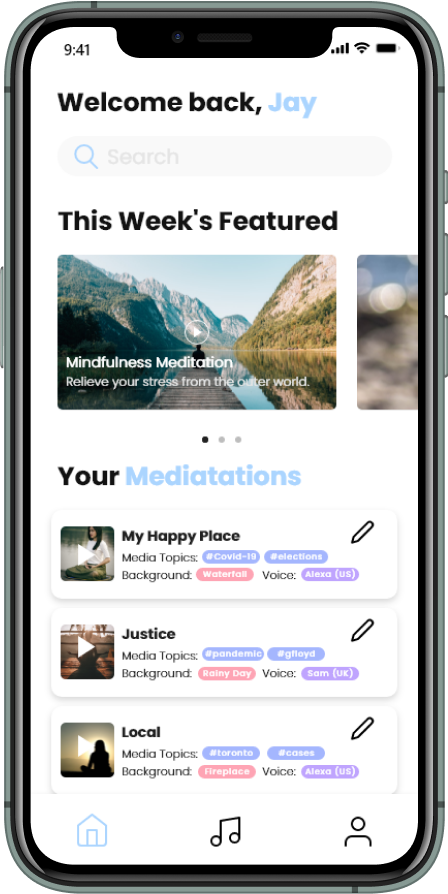 9:41
Welcome back, Jay
Search
This Week's Featured
Mindfulness Meditation
Relieve your stress from the outer world.
Your Mediatations
My Happy Place
Media Topics: #Covid-19 #elections
Background: Waterfall Voice: Alexa (US)
Justice
Media Topics: #pandemic #gfloyd
Background: Rainy Day Voice: Sam (UK)
Local
Media Topics: #toronto #cases
Background: Fireplace Voice: Alexa (US)